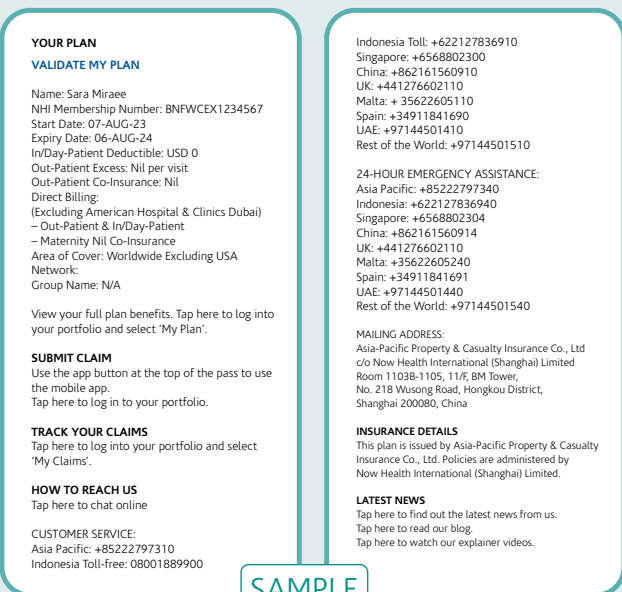 YOUR PLAN
VALIDATE MY PLAN
Name: Sara Miraee
NHI Membership Number: BNFWCEX1234567
Start Date: 07-AUG-23
Expiry Date: 06-AUG-24
In/Day-Patient Deductible: USD 0
Out-Patient Excess: Nil per visit
Out-Patient Co-Insurance: Nil
Direct Billing:
(Excluding American Hospital & Clinics Dubai)
– Out-Patient & In/Day-Patient
– Maternity Nil Co-Insurance
Area of Cover: Worldwide Excluding USA
Network:
Group Name: N/A
View your full plan benefits. Tap here to log into
your portfolio and select ‘My Plan’.
SUBMIT CLAIM
Use the app button at the top of the pass to use
the mobile app.
Tap here to log in to your portfolio.
TRACK YOUR CLAIMS
Tap here to log into your portfolio and select
‘My Claims’.
HOW TO REACH US
Tap here to chat online
CUSTOMER SERVICE:
Asia Pacific: +85222797310
Indonesia Toll-free: 08001889900
Indonesia Toll: +622127836910
Singapore: +6568802300
China: +862161560910
UK: +441276602110
Malta: + 35622605110
Spain: +34911841690
UAE: +97144501410
Rest of the World: +97144501510
24-HOUR EMERGENCY ASSISTANCE:
Asia Pacific: +85222797340
Indonesia: +622127836940
Singapore: +6568802304
China: +862161560914
UK: +441276602110
Malta: +35622605240
Spain: +34911841691
UAE: +97144501440
Rest of the World: +97144501540
MAILING ADDRESS:
Asia-Pacific Property & Casualty Insurance Co., Ltd
c/o Now Health International (Shanghai) Limited
Room 1103B-1105, 11/F, BM Tower,
No. 218 Wusong Road, Hongkou District,
Shanghai 200080, China
INSURANCE DETAILS
This plan is issued by Asia-Pacific Property & Casualty
Insurance Co., Ltd. Policies are administered by
Now Health International (Shanghai) Limited.
LATEST NEWS
Tap here to find out the latest news from us.
Tap here to read our blog.
Tap here to watch our explainer videos.
SAMPLE